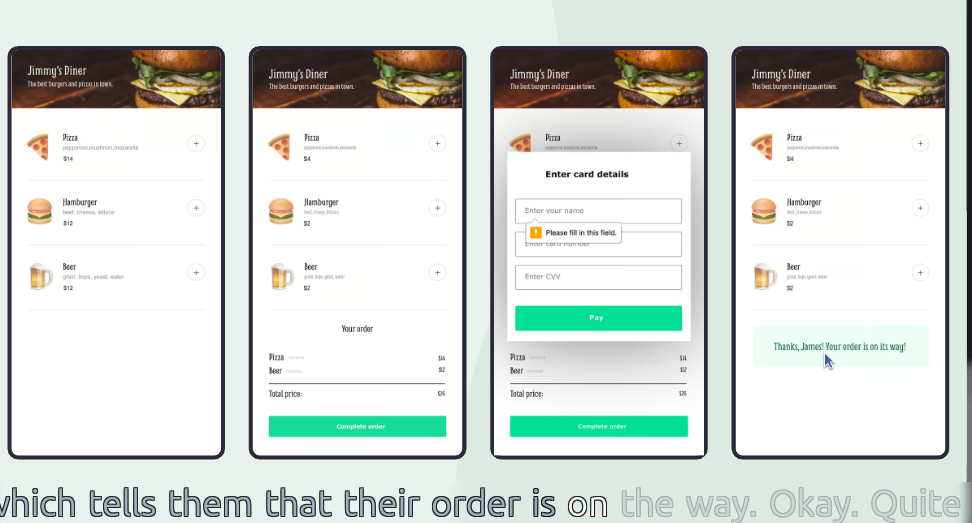 Jimmy's Diner
The best burgers and pizzas in town.
Pizza
pepperoni,mushrom,mozarella
$14
Hamburger
beef, cheese, lettuce
$12
Beer
grain, hops, yeast, water
$12
Jimmy's Diner
The best burgers and pizzas in town.
Pizza
pepperoni,mushrom,mozarella
$14
Hamburger
beef, cheese, lettuce
$12
Beer
grain, hops, yeast, water
$12
Your order
Pizza remove $14
Beer remove $12
Total price: $26
Complete order
Jimmy's Diner
The best burgers and pizzas in town.
Pizza
pepperoni,mushrom,mozarella
Enter card details
Enter your name
Please fill in this field.
Enter card number
Enter CVV
Pay
Pizza remove $14
Beer remove $12
Total price: $26
Complete order
Jimmy's Diner
The best burgers and pizzas in town.
Pizza
pepperoni,mushrom,mozarella
$14
Hamburger
beef, cheese, lettuce
$12
Beer
grain, hops, yeast, water
$12
Thanks, James! Your order is on its way!
which tells them that their order is on the way. Okay. Quite